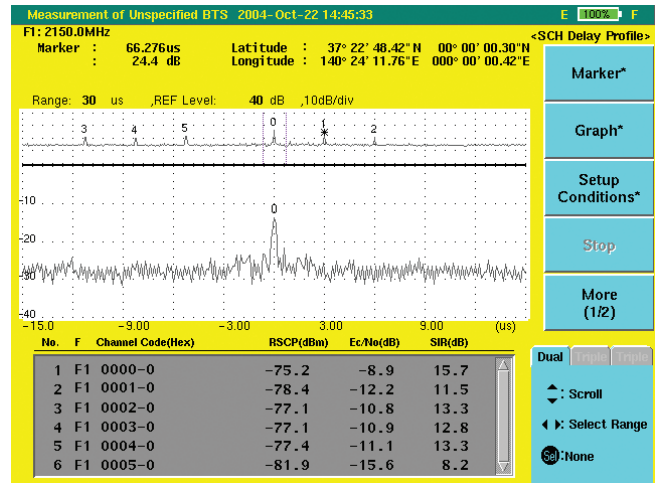 Measurement of Unspecified BTS 2004-Oct-22 14:45:33 E 100% F
F1: 2150.0MHz <SCH Delay Profile>
Marker : 66.276us Latitude : 37° 22' 48.42" N 00° 00' 00.30"N
: 24.4 dB Longitude : 140° 24' 11.76"E 000° 00' 00.42"E
Range: 30 us ,REF Level: 40 dB ,10dB/div
3 4 5 0 1 2
-10
0
-20
-30
-40
-15.0 -9.00 -3.00 3.00 9.00 (us)
No. F Channel Code(Hex) RSCP(dBm) Ec/No(dB) SIR(dB)
1 F1 0000-0 -75.2 -8.9 15.7
2 F1 0001-0 -78.4 -12.2 11.5
3 F1 0002-0 -77.1 -10.8 13.3
4 F1 0003-0 -77.1 -10.9 12.8
5 F1 0004-0 -77.4 -11.1 13.3
6 F1 0005-0 -81.9 -15.6 8.2
Marker*
Graph*
Setup
Conditions*
Stop
More
(1/2)
Dual Triple Triple
: Scroll
: Select Range
Sel :None